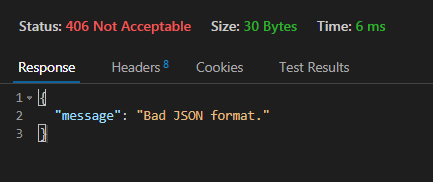 Status: 406 Not Acceptable Size: 30 Bytes Time: 6 ms
Response Headers 8 Cookies Test Results
1 {
2 "message": "Bad JSON format."
3 }